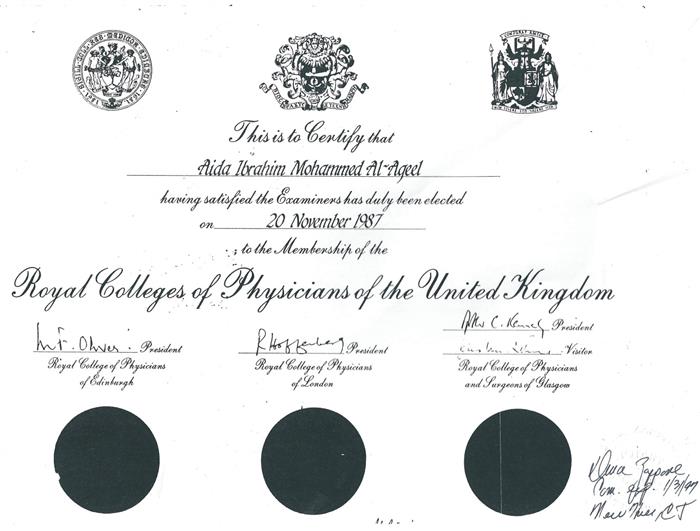 This is to Certify that
Aida Ibrahim Mohammed Al-Aqeel
having satisfied the Examiners has duly been elected
on 20 November 1987
to the Membership of the
Royal Colleges of Physicians of the United Kingdom
President
Royal College of Physicians
of Edinburgh
R Hoffenberg President
Royal College of Physicians
of London
President
Visitor
Royal College of Physicians
and Surgeons of Glasgow